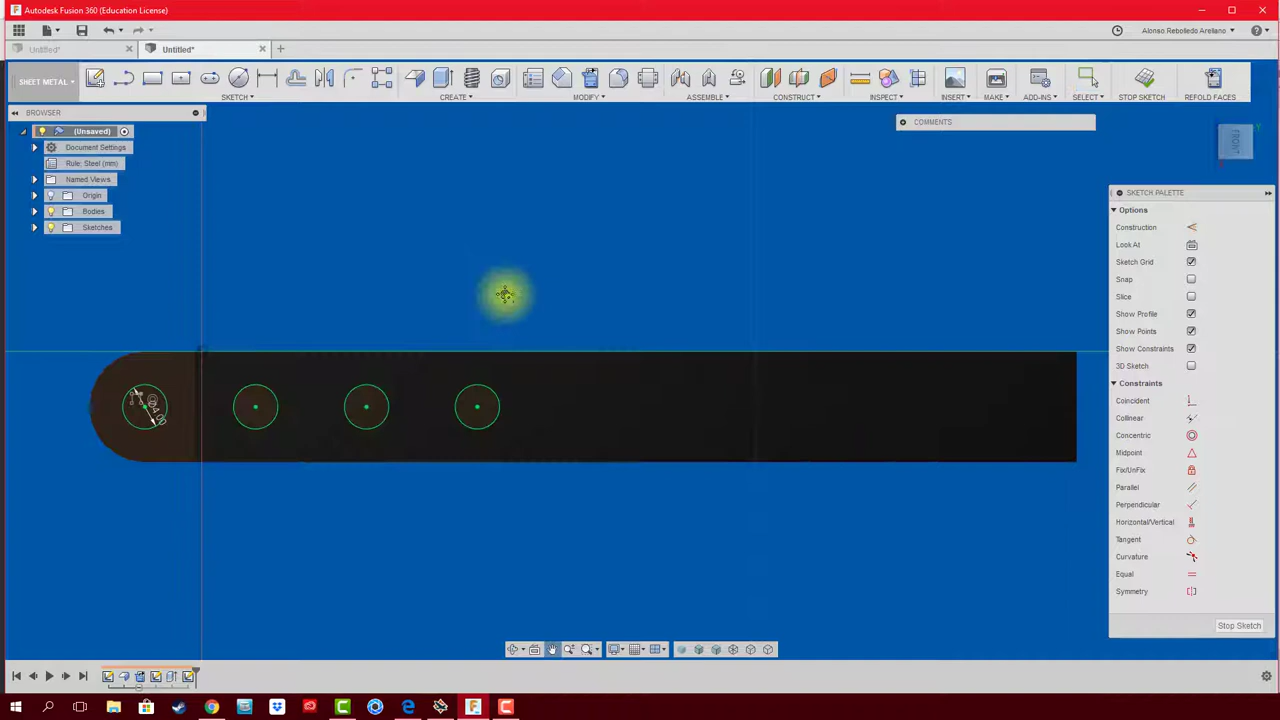 Autodesk Fusion 360 (Education License)
Alonso Rebolledo Arellano
Untitled*
Untitled*
SHEET METAL
SKETCH
CREATE
MODIFY
ASSEMBLE
CONSTRUCT
INSPECT
INSERT
MAKE
ADD-INS
SELECT
STOP SKETCH
REFOLD FACES
BROWSER
COMMENTS
(Unsaved)
FRONT
Document Settings
Rule: Steel (mm)
Named Views
Origin
Bodies
Sketches
SKETCH PALETTE
Options
Construction
Look At
Sketch Grid
Snap
Slice
Show Profile
Show Points
Show Constraints
3D Sketch
Constraints
Coincident
Collinear
Concentric
Midpoint
Fix/UnFix
Parallel
Perpendicular
Horizontal/Vertical
Tangent
Curvature
Equal
Symmetry
Stop Sketch